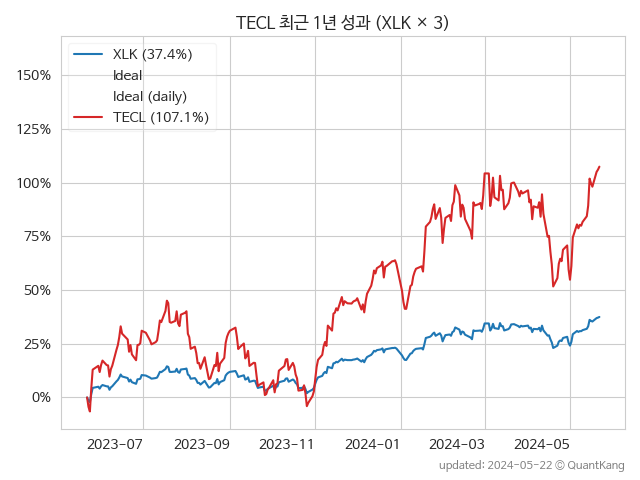 TECL 최근 1년 성과 (XLK × 3)
XLK (37.4%)
Ideal
Ideal (daily)
TECL (107.1%)
150%
125%
100%
75%
50%
25%
0%
2023-07 2023-09 2023-11 2024-01 2024-03 2024-05
updated: 2024-05-22 © QuantKang